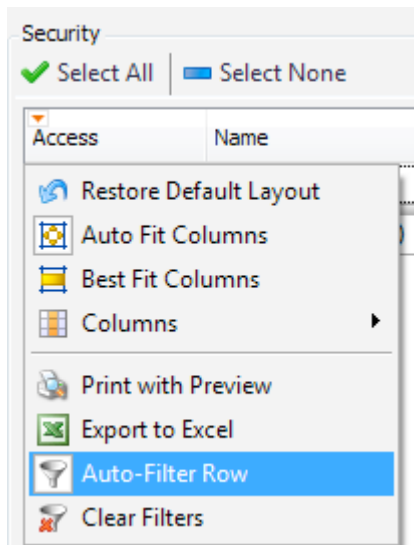 Security
Select All Select None
Access Name
Restore Default Layout
Auto Fit Columns
Best Fit Columns
Columns
Print with Preview
Export to Excel
Auto-Filter Row
Clear Filters